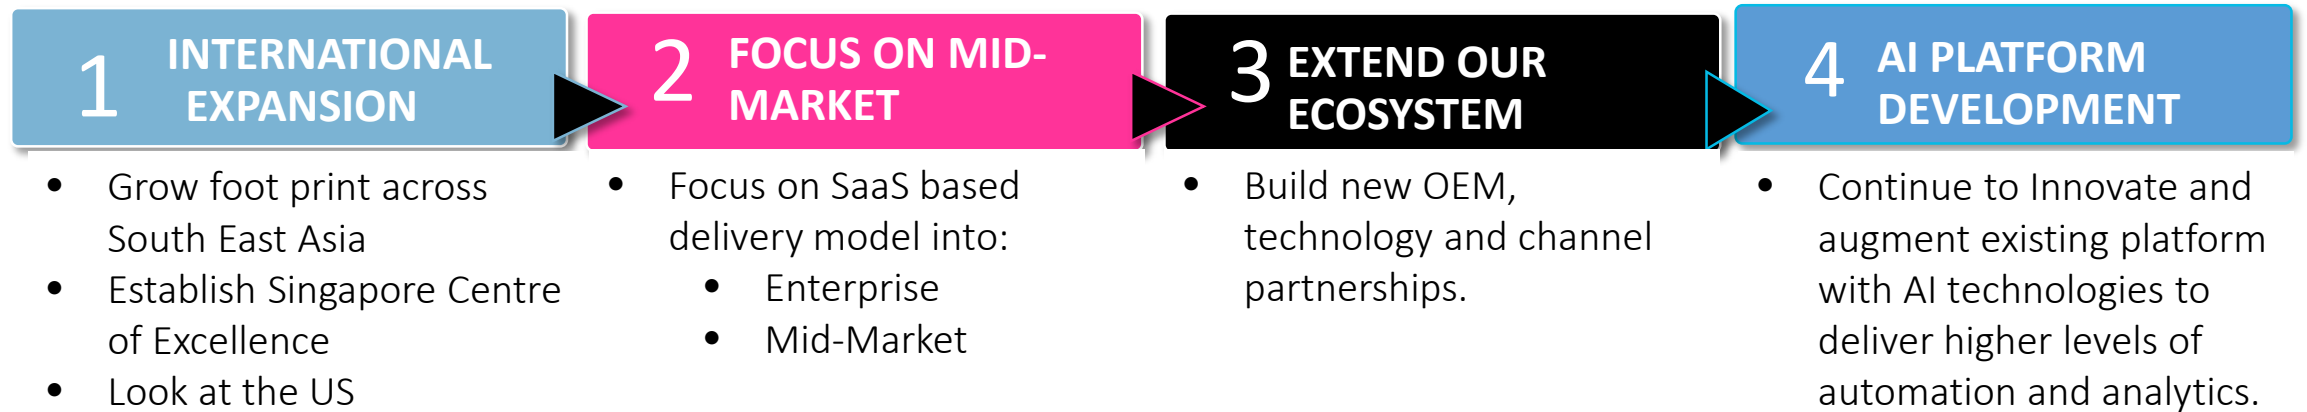 1
INTERNATIONAL
EXPANSION
• Grow foot print across
South East Asia
• Establish Singapore Centre
of Excellence
• Look at the US
2
FOCUS ON MID-
MARKET
• Focus on SaaS based
delivery model into:
• Enterprise
• Mid-Market
3
EXTEND OUR
ECOSYSTEM
• Build new OEM,
technology and channel
partnerships.
4
AI PLATFORM
DEVELOPMENT
• Continue to Innovate and
augment existing platform
with AI technologies to
deliver higher levels of
automation and analytics.